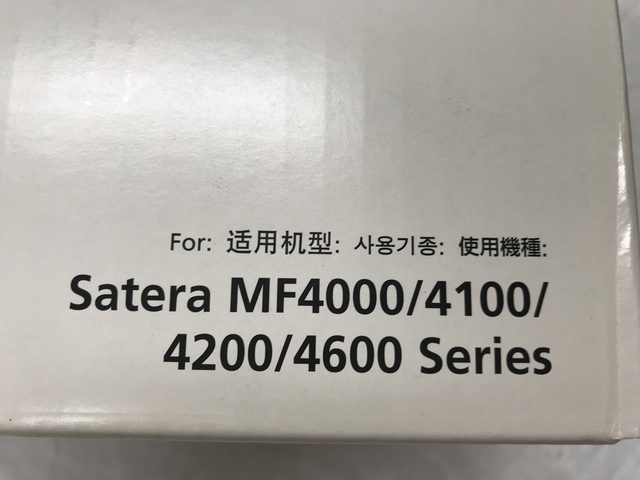 For: 适用机型: 사용기종: 使用機種:
Satera MF4000/4100/
4200/4600 Series